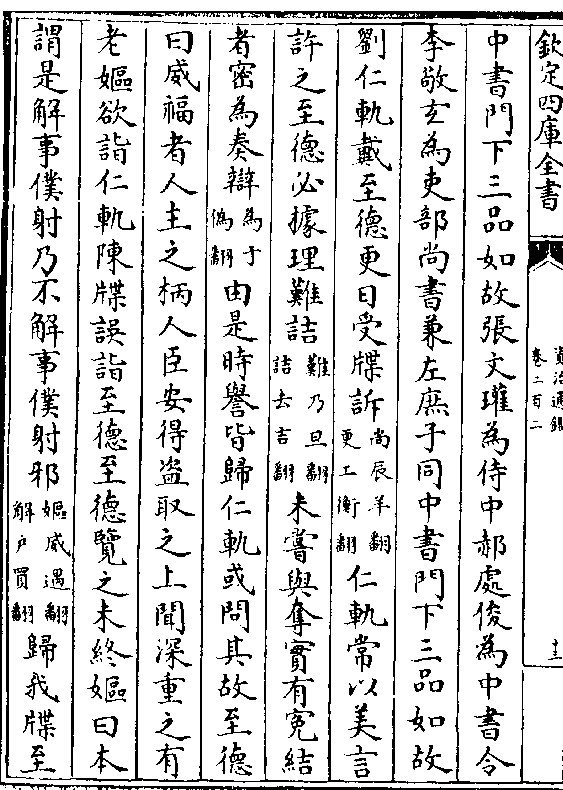 欽定四庫全書
資治通鑑
卷二百二
十三
中書門下三品如故張文瓘為侍中郝處俊為中書令
李敬玄為吏部尚書兼左庶子同中書門下三品如故
劉仁軌戴至德更日受牒訴尚辰羊翻更工衡翻仁軌常以美言
許之至德必據理難詰難乃旦翻詰去吉翻未嘗與奪實有寃結
者密為奏辯為于偽翻由是時譽皆歸仁軌或問其故至德
曰威福者人主之柄人臣安得盜取之上聞深重之有
老嫗欲詣仁軌陳牒誤詣至德至德覽之未終嫗曰本
謂是解事僕射乃不解事僕射邪嫗威遇翻解戶買翻歸我牒至